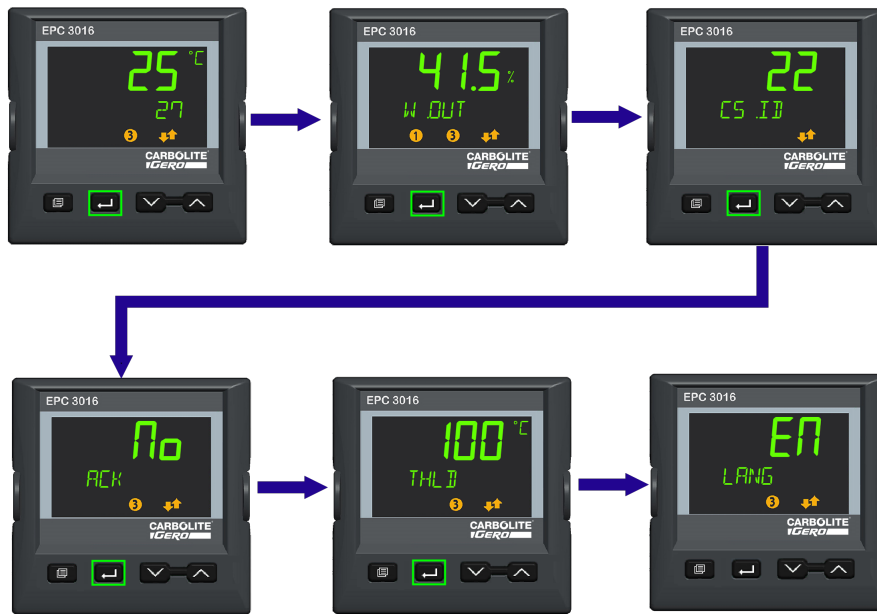 EPC 3016
25 °C
27
3
CARBOLITE
GERO
EPC 3016
41.5 %
W.OUT
1 3
CARBOLITE
GERO
EPC 3016
22
CS.ID
CARBOLITE
GERO
EPC 3016
No
ACK
3
CARBOLITE
GERO
EPC 3016
100 °C
THLD
3
CARBOLITE
GERO
EPC 3016
EN
LANG
3
CARBOLITE
GERO